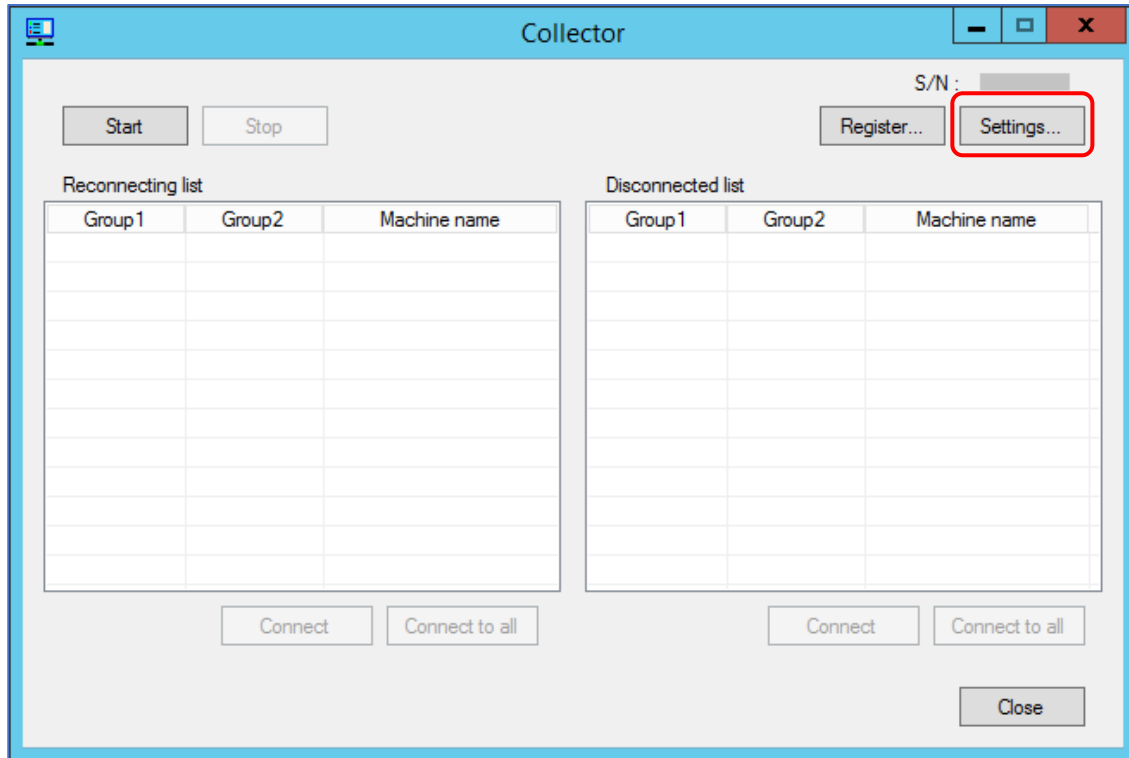 Collector
S/N :
Start Stop Register... Settings...
Reconnecting list Disconnected list
Group1 Group2 Machine name Group1 Group2 Machine name
Connect Connect to all Connect Connect to all
Close